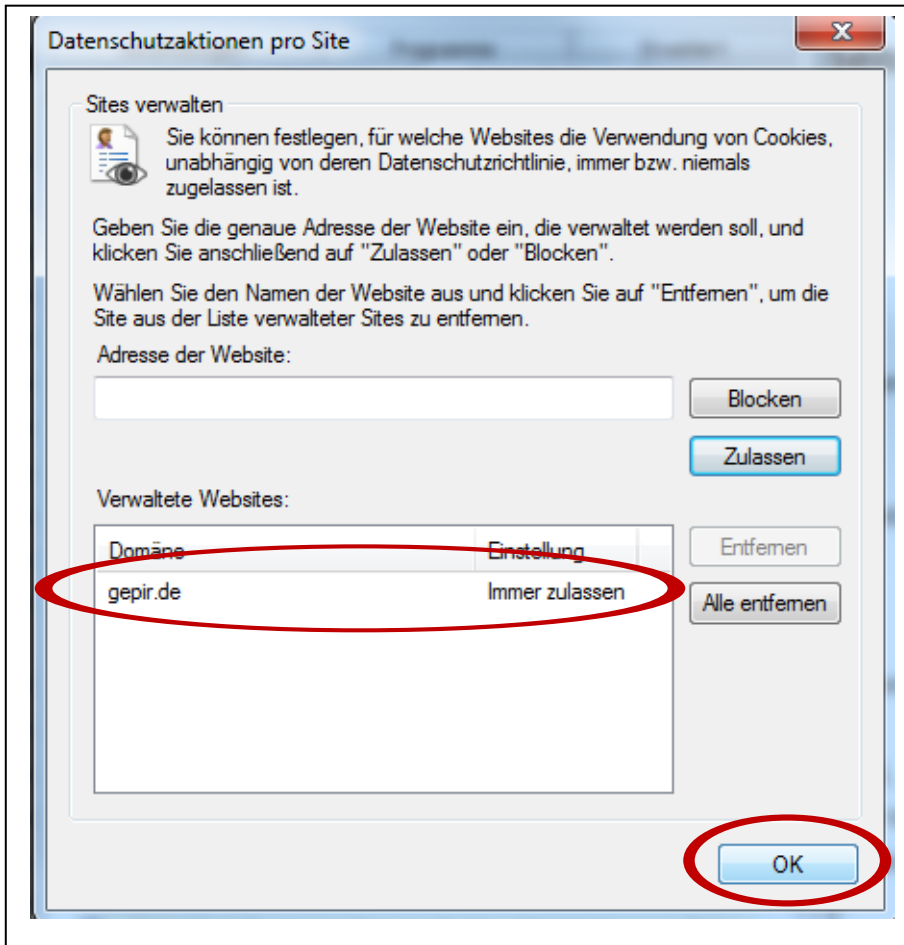 Datenschutzaktionen pro Site
Sites verwalten
Sie können festlegen, für welche Websites die Verwendung von Cookies,
unabhängig von deren Datenschutzrichtlinie, immer bzw. niemals
zugelassen ist.
Geben Sie die genaue Adresse der Website ein, die verwaltet werden soll, und
klicken Sie anschließend auf "Zulassen" oder "Blocken".
Wählen Sie den Namen der Website aus und klicken Sie auf "Entfernen", um die
Site aus der Liste verwalteter Sites zu entfernen.
Adresse der Website:
Blocken
Zulassen
Verwaltete Websites:
Domäne Einstellung
Entfernen
gepir.de Immer zulassen
Alle entfernen
OK